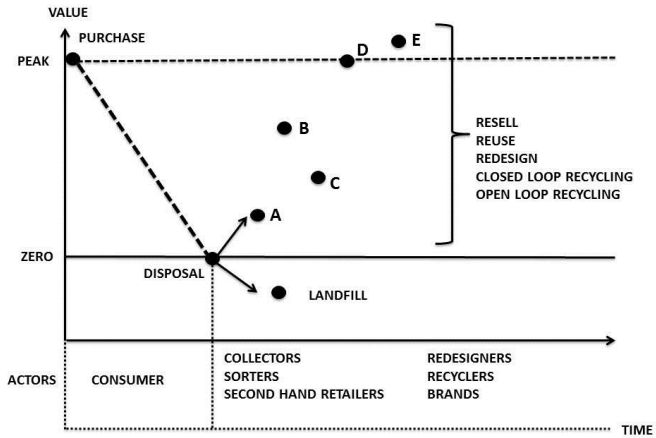 VALUE
PURCHASE
PEAK
D
E
B
C
A
RESELL
REUSE
REDESIGN
CLOSED LOOP RECYCLING
OPEN LOOP RECYCLING
ZERO
DISPOSAL
LANDFILL
ACTORS
CONSUMER
COLLECTORS
SORTERS
SECOND HAND RETAILERS
REDESIGNERS
RECYCLERS
BRANDS
TIME